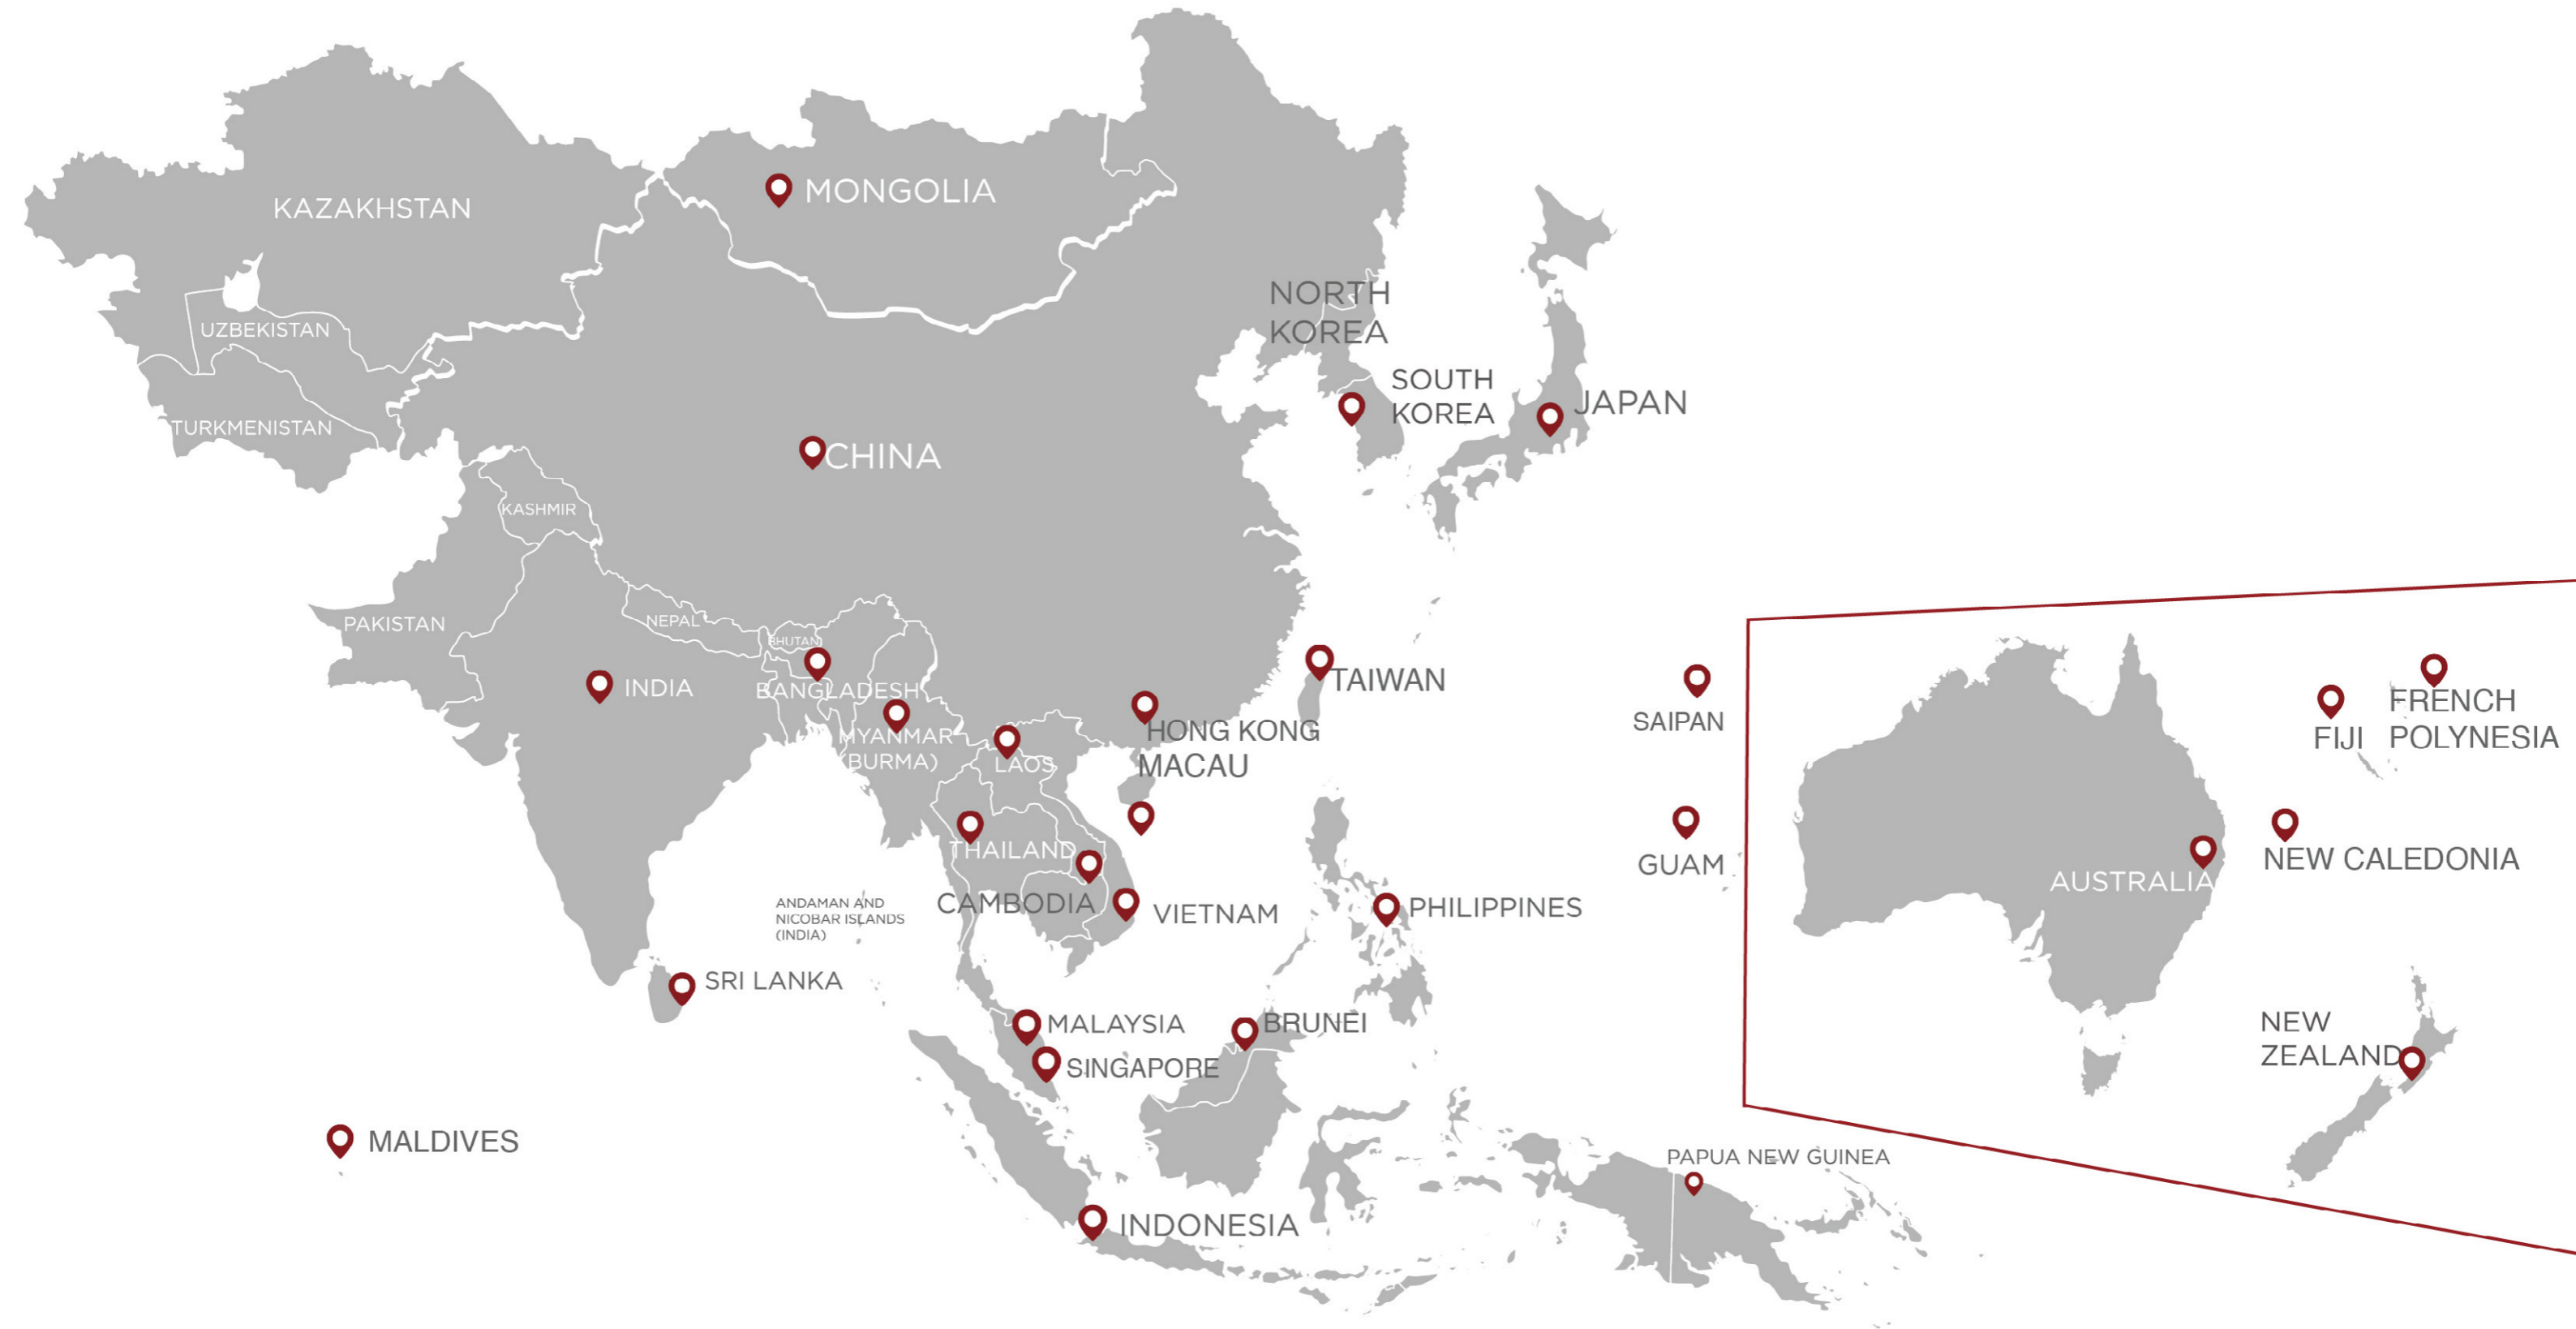 KAZAKHSTAN
MONGOLIA
NORTH
KOREA
UZBEKISTAN
SOUTH
KOREA
JAPAN
TURKMENISTAN
CHINA
KASHMIR
PAKISTAN
NEPAL
BHUTAN
INDIA
BANGLADESH
TAIWAN
SAIPAN
MYANMAR
(BURMA)
HONG KONG
MACAU
LAOS
THAILAND
GUAM
ANDAMAN AND
NICOBAR ISLANDS
(INDIA)
CAMBODIA
VIETNAM
PHILIPPINES
SRI LANKA
MALAYSIA
BRUNEI
SINGAPORE
MALDIVES
PAPUA NEW GUINEA
INDONESIA
FRENCH
POLYNESIA
FIJI
NEW CALEDONIA
AUSTRALIA
NEW
ZEALAND